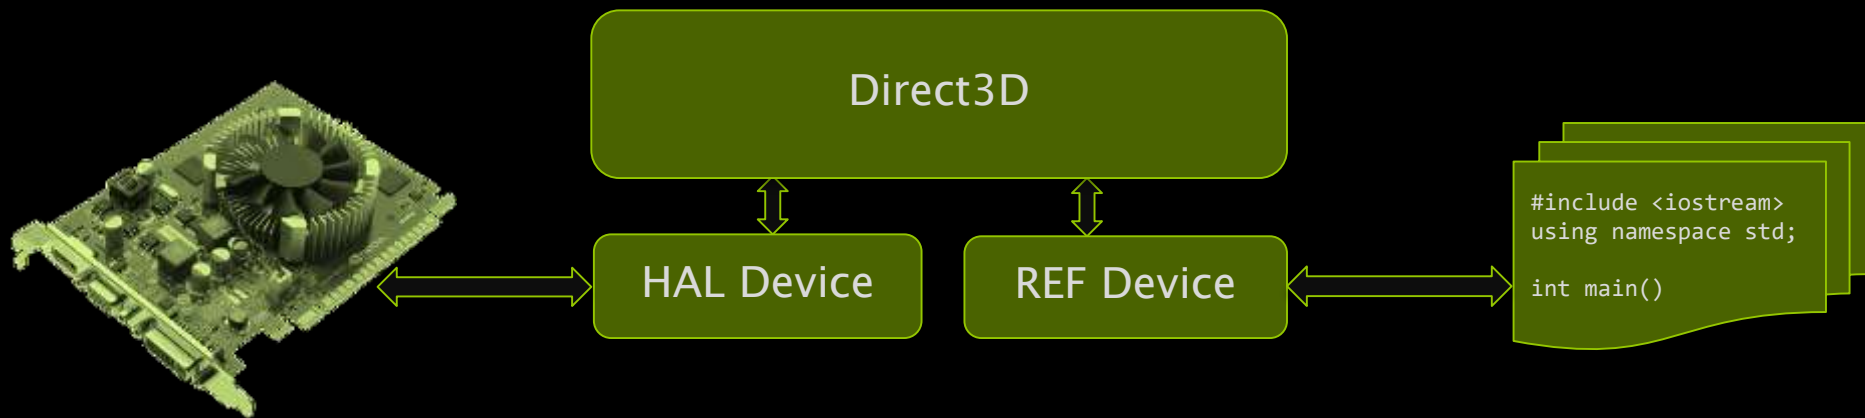 Direct3D
HAL Device
REF Device
#include <iostream>
using namespace std;
int main()